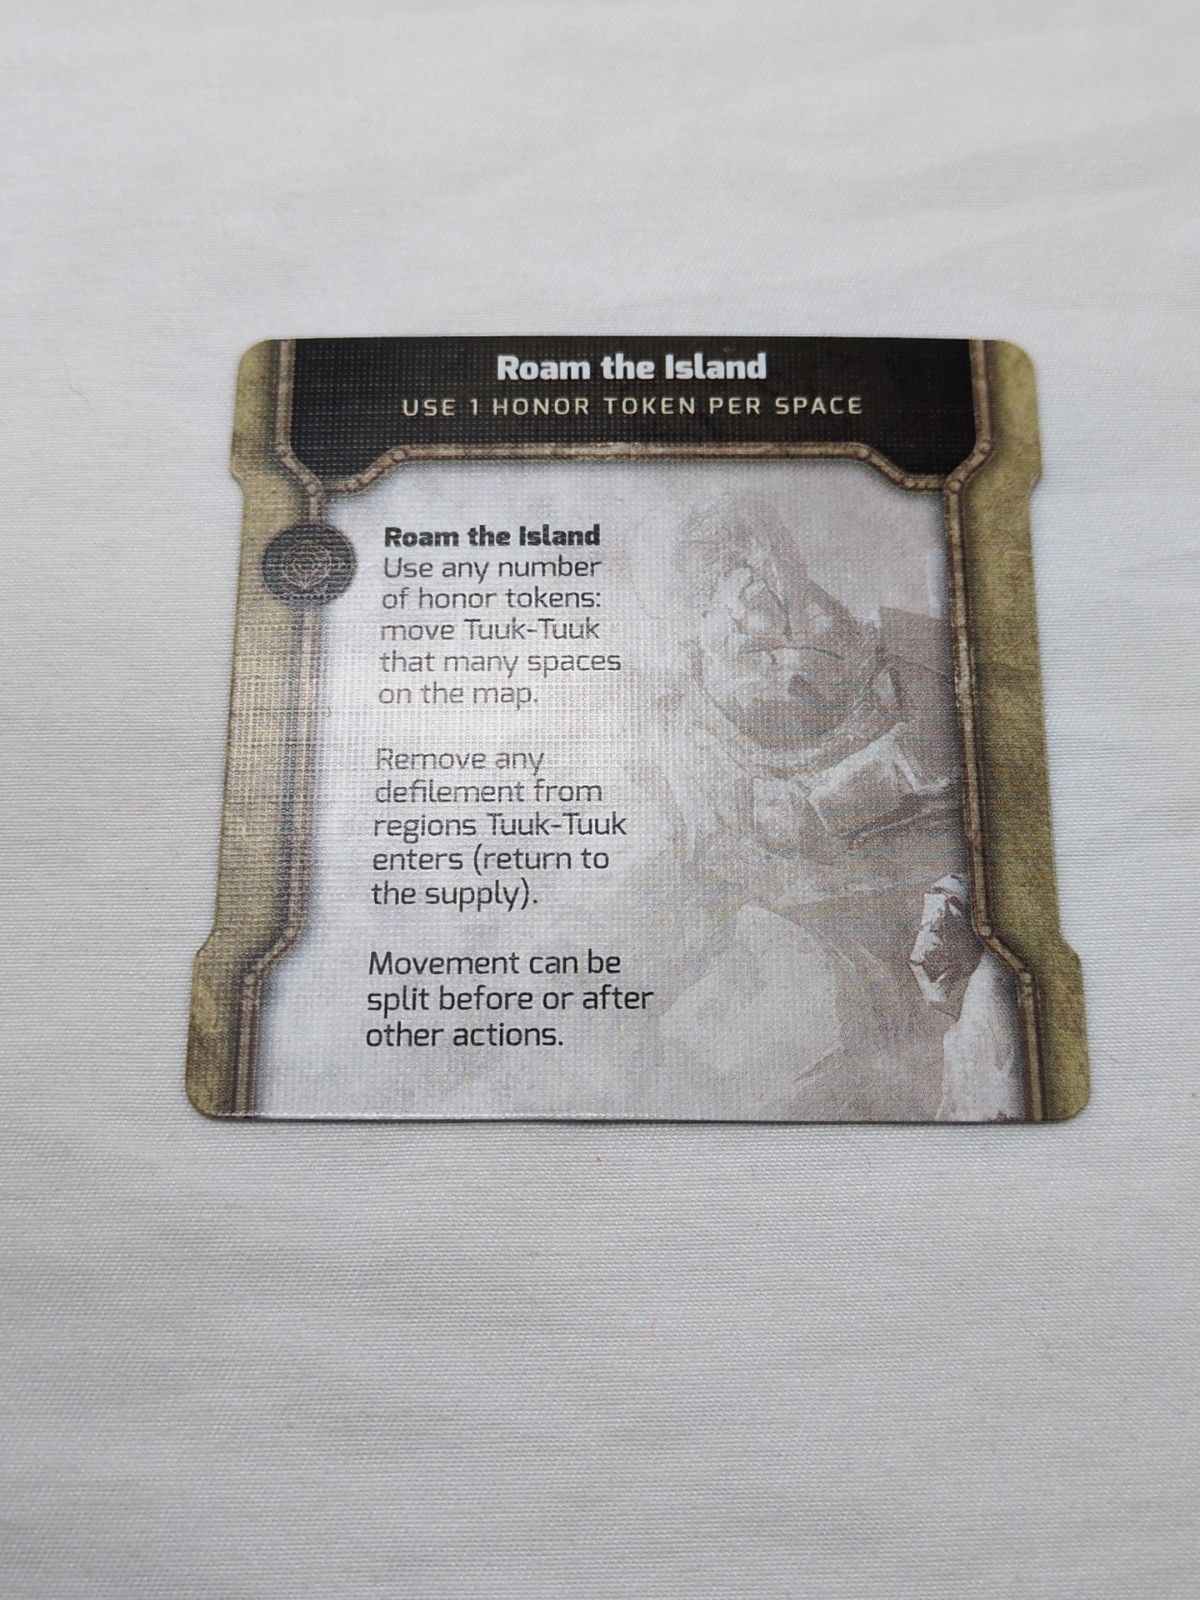 Roam the Island
USE 1 HONOR TOKEN PER SPACE
Roam the Island
Use any number
of honor tokens:
move Tuuk-Tuuk
that many spaces
on the map.
Remove any
defilement from
regions Tuuk-Tuuk
enters (return to
the supply).
Movement can be
split before or after
other actions.